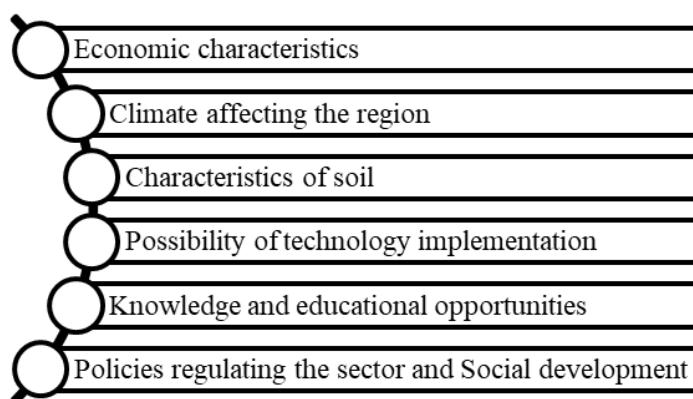 Economic characteristics
Climate affecting the region
Characteristics of soil
Possibility of technology implementation
Knowledge and educational opportunities
Policies regulating the sector and Social development